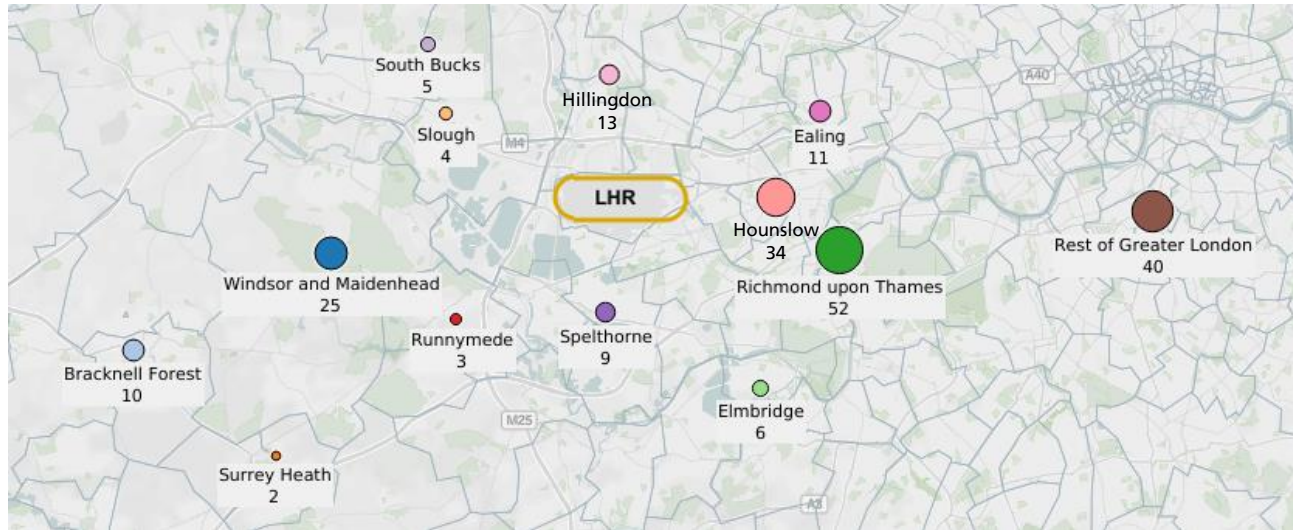 South Bucks
5
Hillingdon
13
A40
Slough
4
M4
Ealing
11
LHR
Hounslow
34
Rest of Greater London
40
Windsor and Maidenhead
25
Richmond upon Thames
52
Runnymede
3
Spelthorne
9
Bracknell Forest
10
Elmbridge
6
M25
Surrey Heath
2
A3